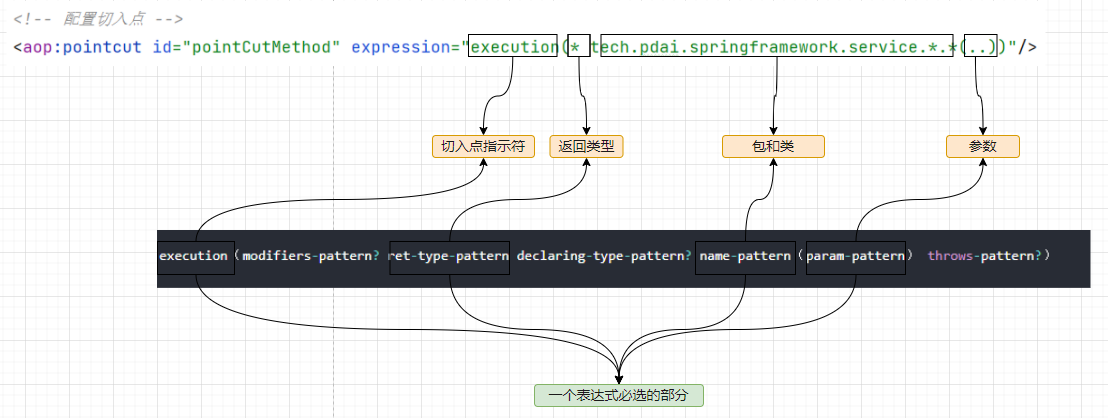 <!-- 配置切入点 -->
<aop:pointcut id="pointCutMethod" expression="execution(* tech.pdai.springframework.service.*.*(..))"/>
切入点指示符 返回类型 包和类 参数
execution（modifiers-pattern? ret-type-pattern declaring-type-pattern? name-pattern（param-pattern） throws-pattern?）
一个表达式必选的部分